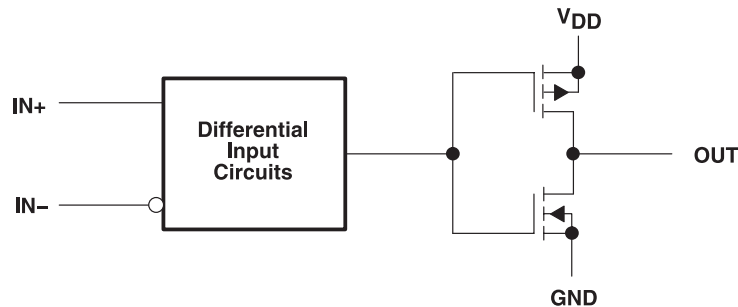 VDD
IN+
Differential
Input
Circuits
OUT
IN–
GND